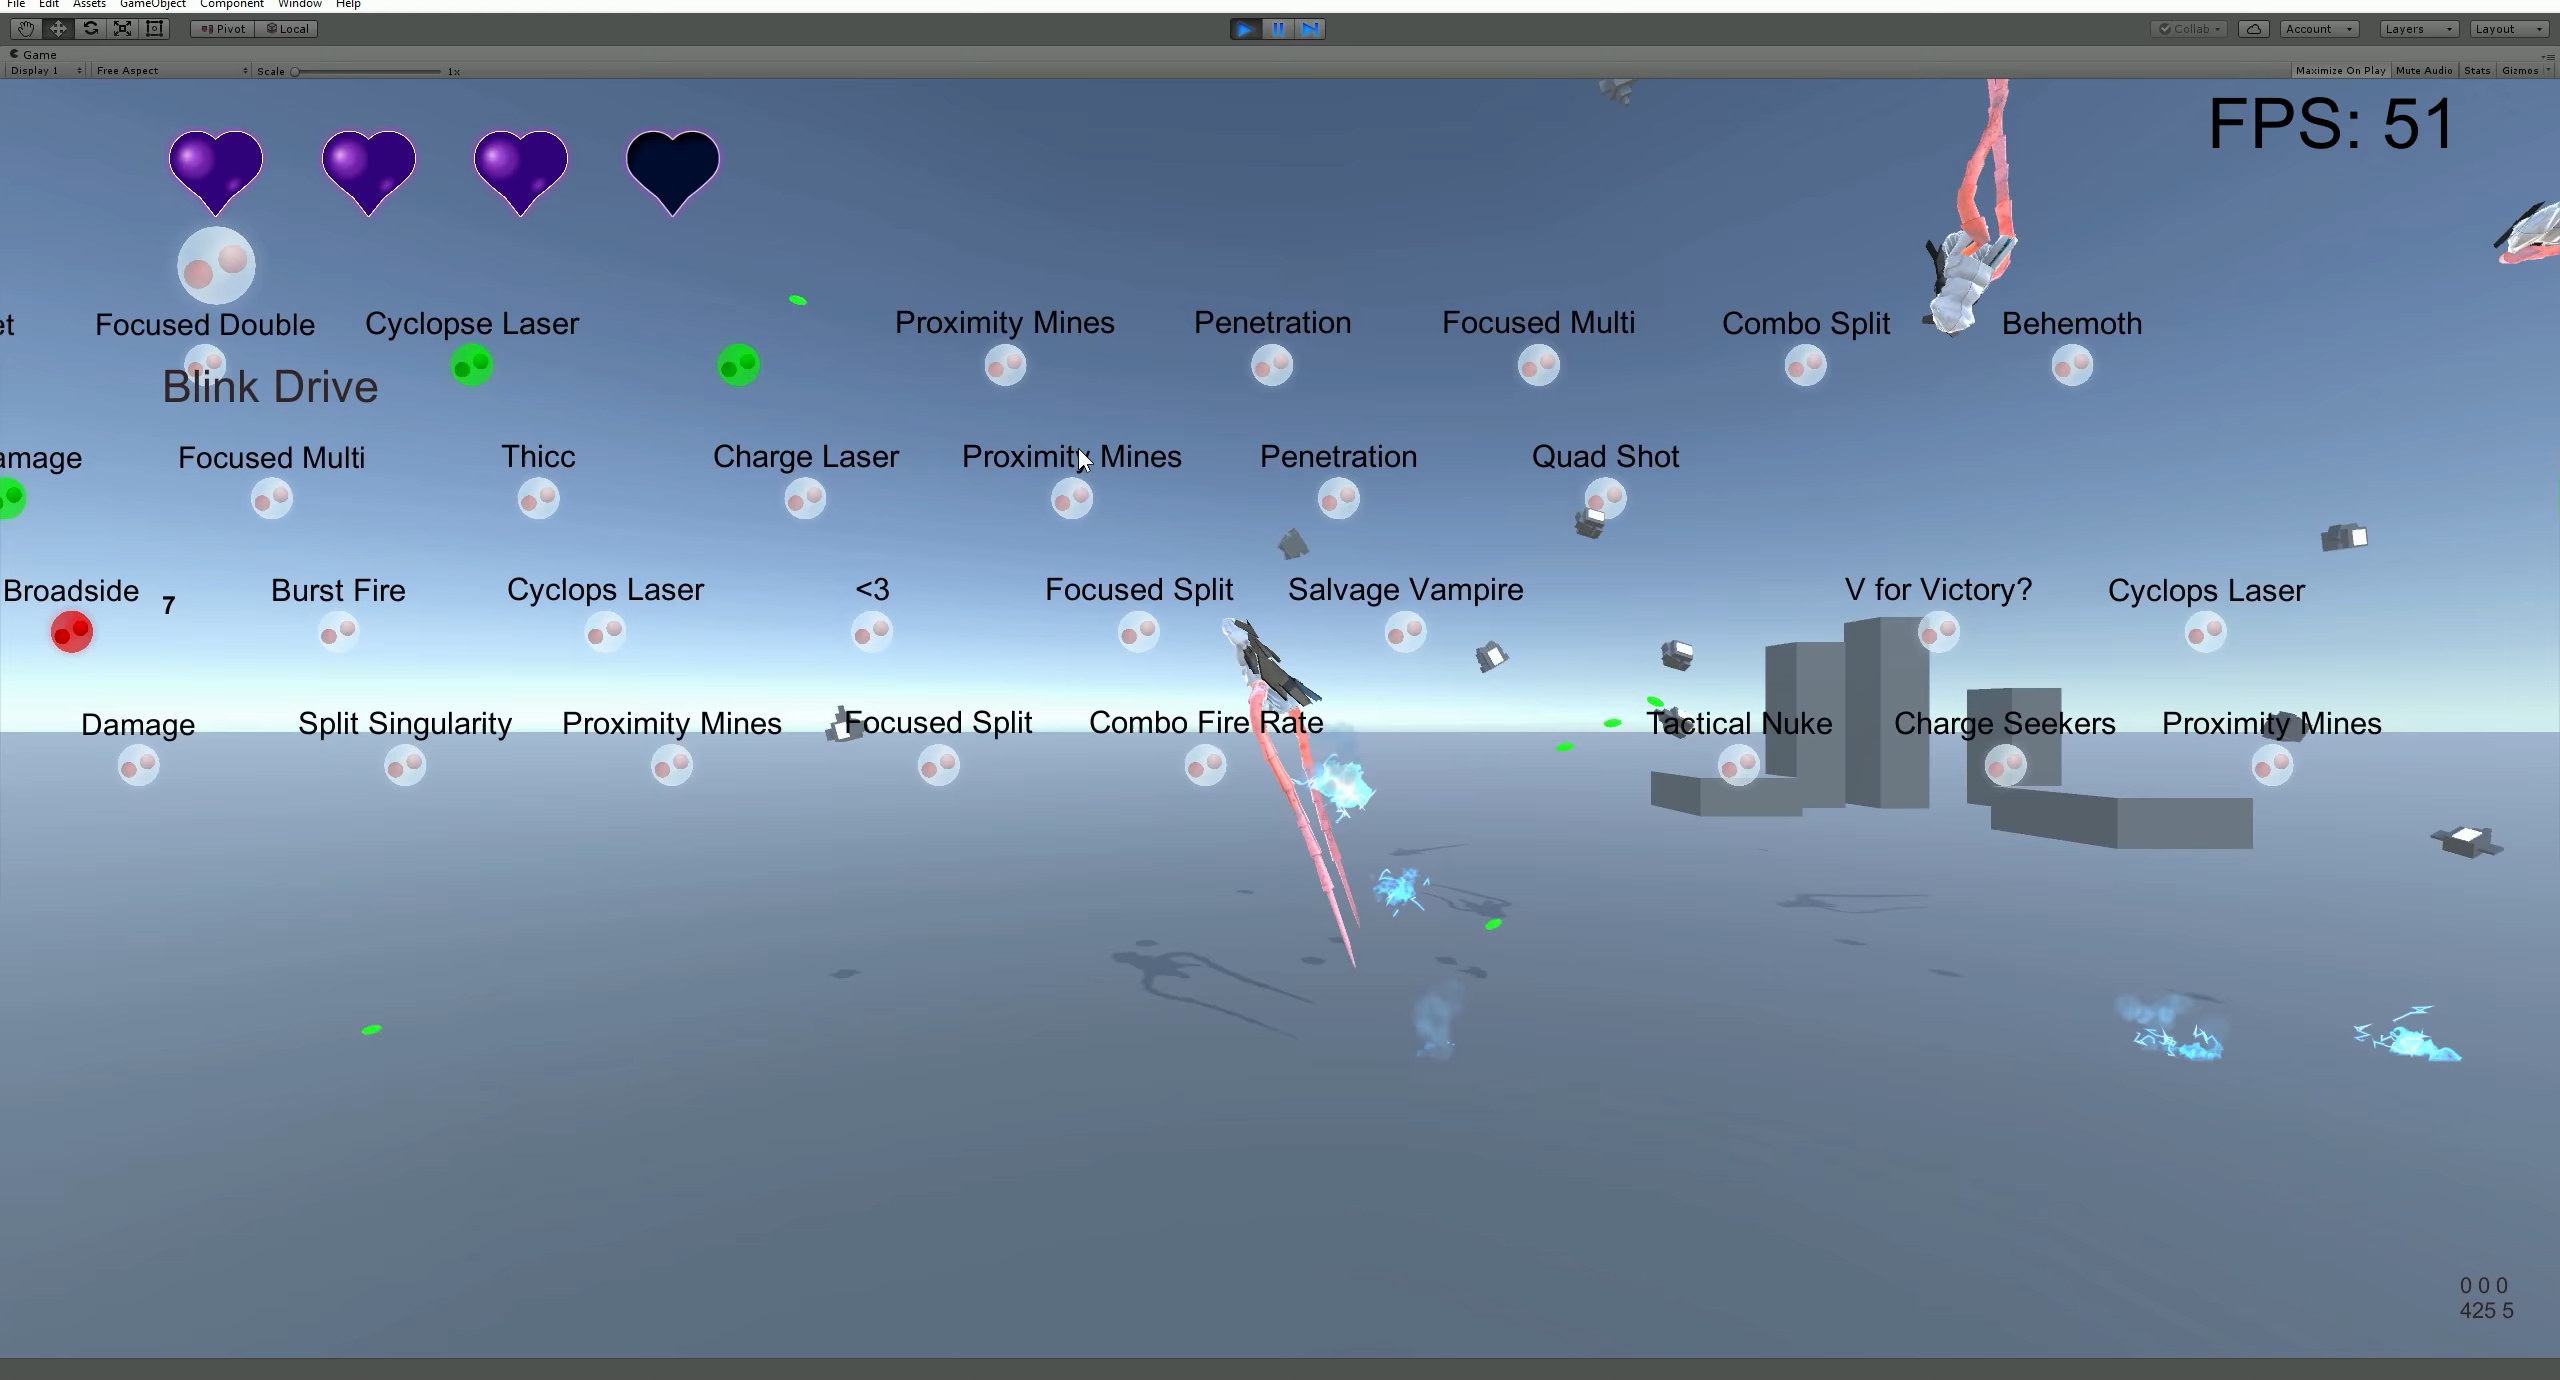 File Edit Assets GameObject Component Window Help
Pivot Local Collab Account Layers Layout
Game
Display 1 Free Aspect Scale 1x Maximize On Play Mute Audio Stats Gizmos
FPS: 51
et Focused Double Cyclopse Laser Proximity Mines Penetration Focused Multi Combo Split Behemoth
Blink Drive
amage Focused Multi Thicc Charge Laser Proximity Mines Penetration Quad Shot
Broadside 7 Burst Fire Cyclops Laser <3 Focused Split Salvage Vampire V for Victory? Cyclops Laser
Damage Split Singularity Proximity Mines Focused Split Combo Fire Rate Tactical Nuke Charge Seekers Proximity Mines
0 0 0
425 5